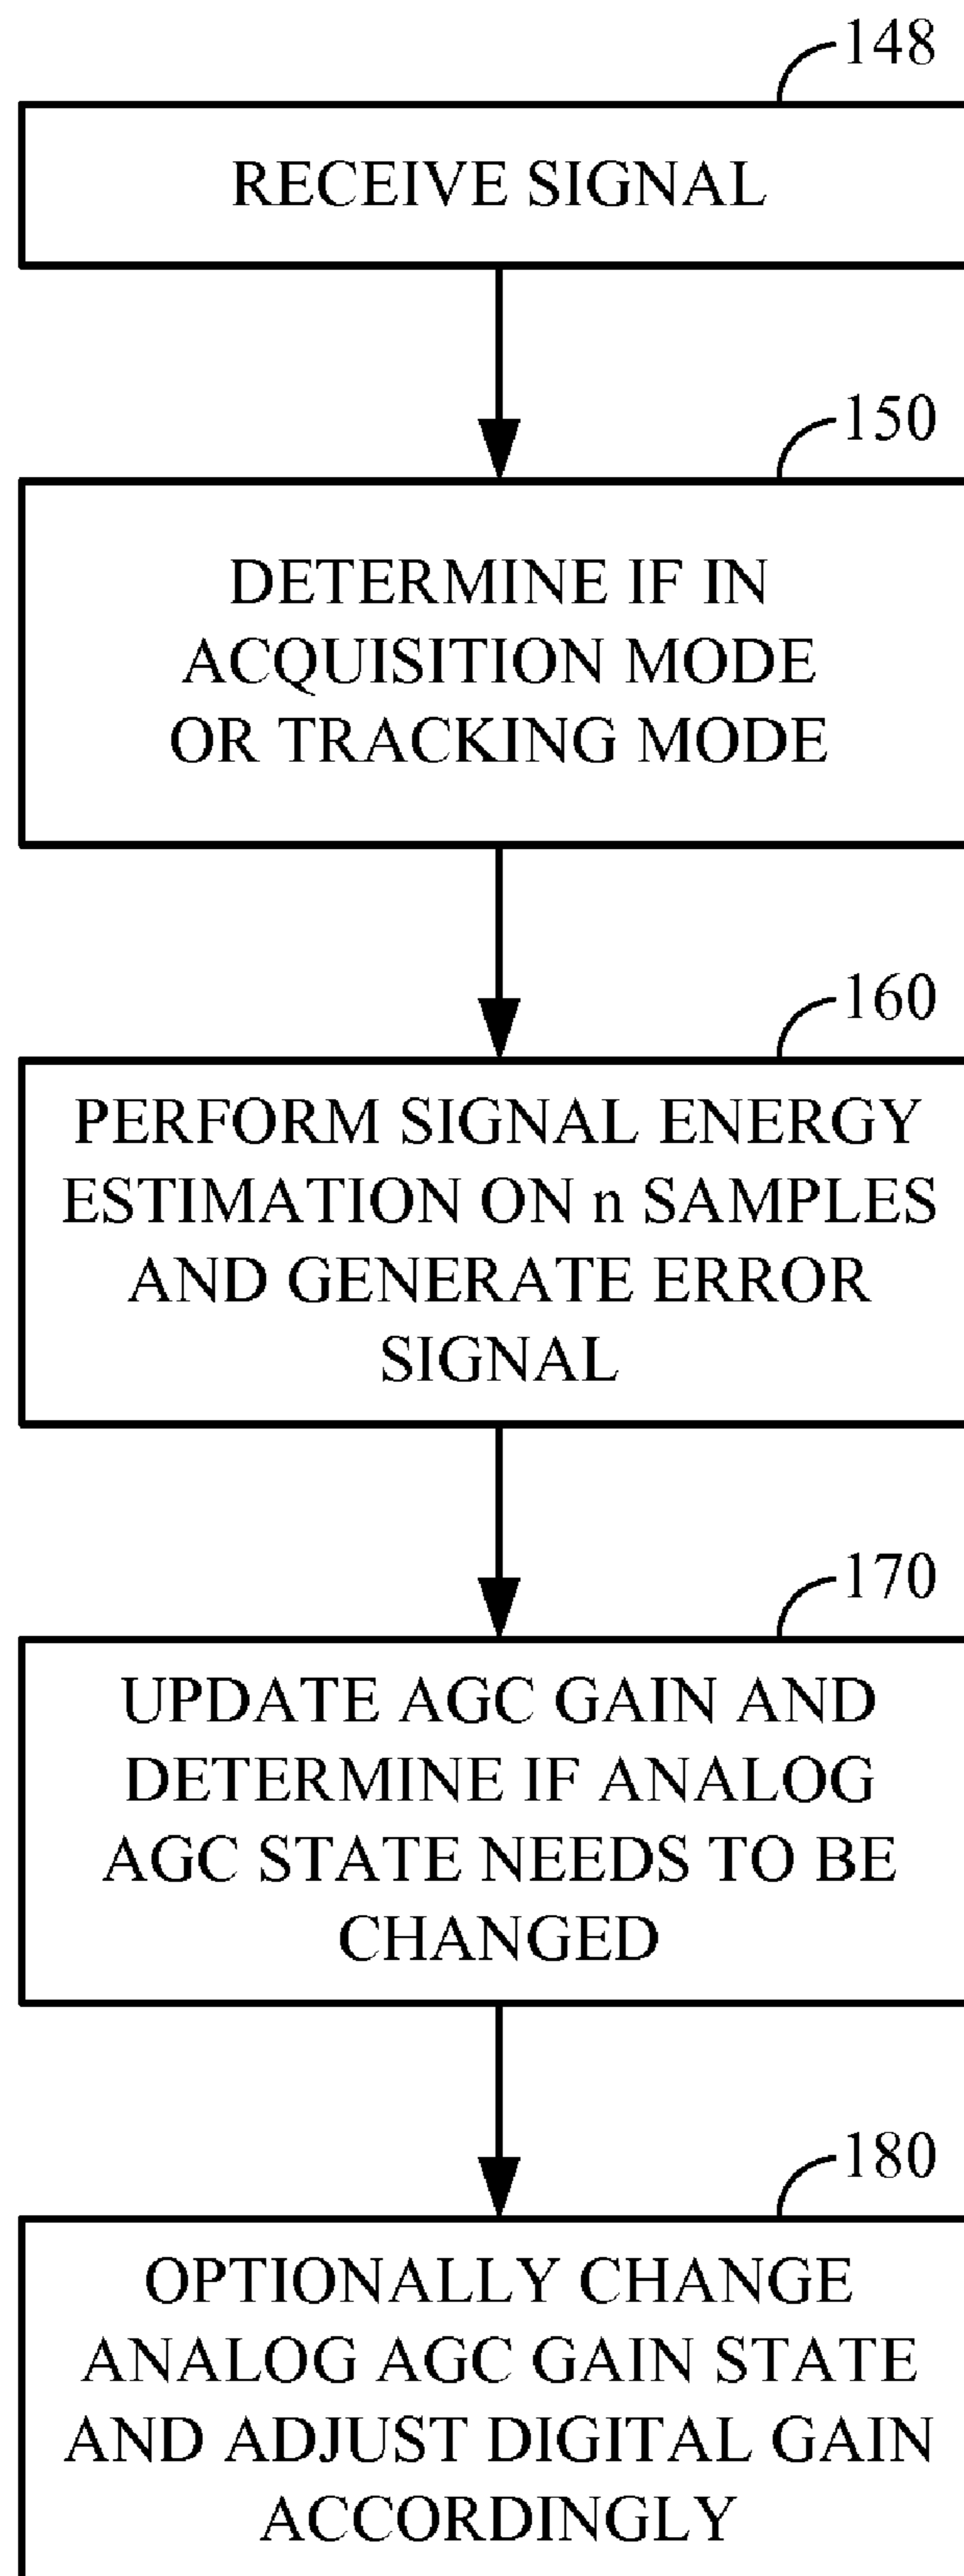 148
RECEIVE SIGNAL
150
DETERMINE IF IN
ACQUISITION MODE
OR TRACKING MODE
160
PERFORM SIGNAL ENERGY
ESTIMATION ON n SAMPLES
AND GENERATE ERROR
SIGNAL
170
UPDATE AGC GAIN AND
DETERMINE IF ANALOG
AGC STATE NEEDS TO BE
CHANGED
180
OPTIONALLY CHANGE
ANALOG AGC GAIN STATE
AND ADJUST DIGITAL GAIN
ACCORDINGLY